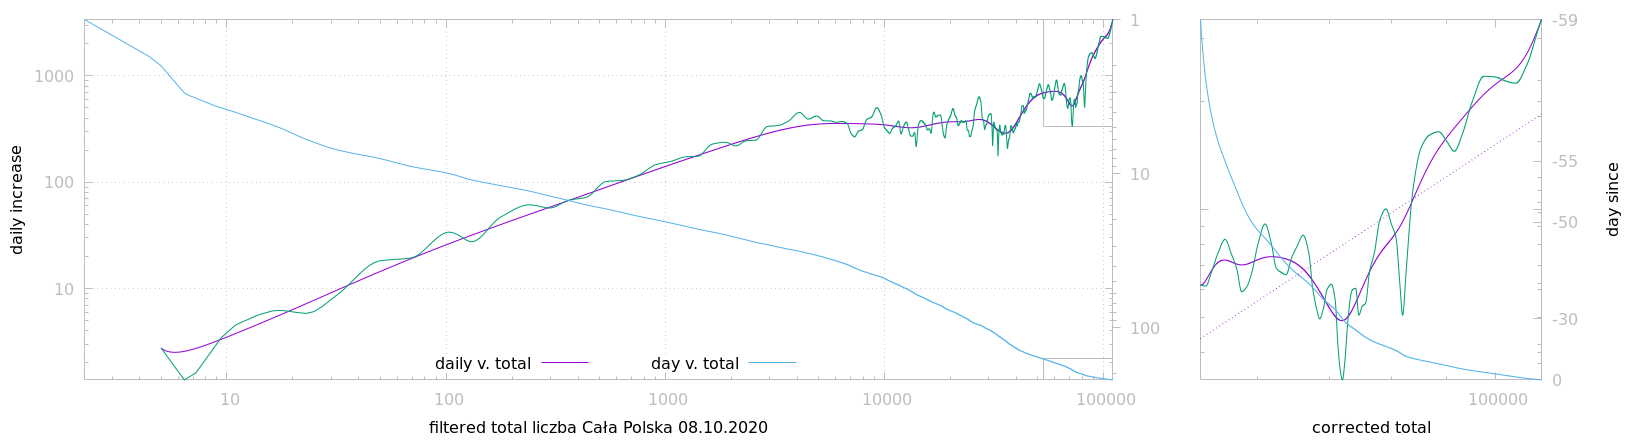 daily increase
1000
100
10
1
10
100
daily v. total
day v. total
10
100
1000
10000
100000
filtered total liczba Cała Polska 08.10.2020
-59
-55
-50
-30
0
day since
100000
corrected total